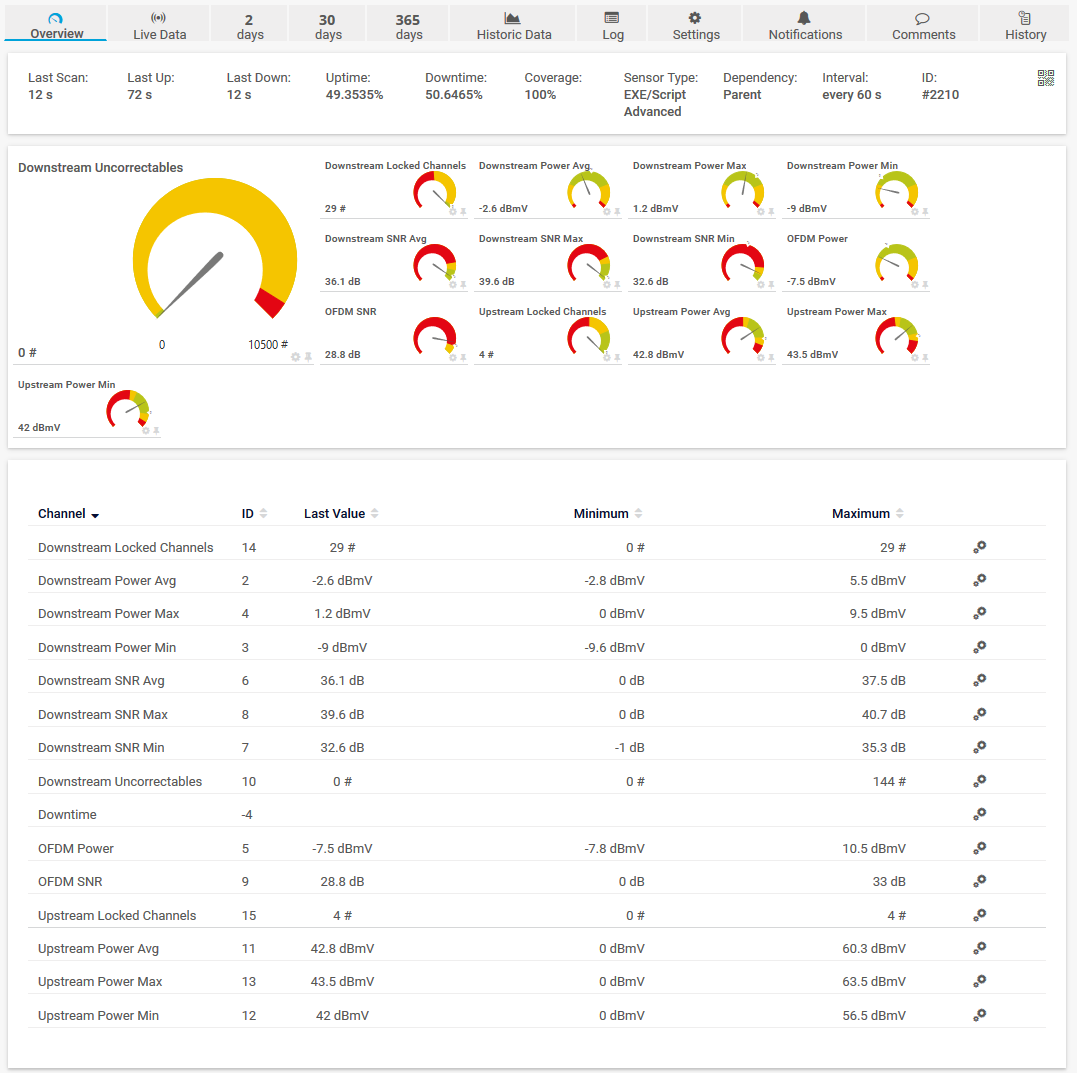 Overview
Live Data
2 days
30 days
365 days
Historic Data
Log
Settings
Notifications
Comments
History
Last Scan: 12 s
Last Up: 72 s
Last Down: 12 s
Uptime: 49.3535%
Downtime: 50.6465%
Coverage: 100%
Sensor Type: EXE/Script Advanced
Dependency: Parent
Interval: every 60 s
ID: #2210
Downstream Uncorrectables
0
10500 #
0 #
Downstream Locked Channels
29 #
Downstream Power Avg
-2.6 dBmV
Downstream Power Max
1.2 dBmV
Downstream Power Min
-9 dBmV
Downstream SNR Avg
36.1 dB
Downstream SNR Max
39.6 dB
Downstream SNR Min
32.6 dB
OFDM Power
-7.5 dBmV
OFDM SNR
28.8 dB
Upstream Locked Channels
4 #
Upstream Power Avg
42.8 dBmV
Upstream Power Max
43.5 dBmV
Upstream Power Min
42 dBmV
Channel ID Last Value Minimum Maximum
Downstream Locked Channels 14 29 # 0 # 29 #
Downstream Power Avg 2 -2.6 dBmV -2.8 dBmV 5.5 dBmV
Downstream Power Max 4 1.2 dBmV 0 dBmV 9.5 dBmV
Downstream Power Min 3 -9 dBmV -9.6 dBmV 0 dBmV
Downstream SNR Avg 6 36.1 dB 0 dB 37.5 dB
Downstream SNR Max 8 39.6 dB 0 dB 40.7 dB
Downstream SNR Min 7 32.6 dB -1 dB 35.3 dB
Downstream Uncorrectables 10 0 # 0 # 144 #
Downtime -4
OFDM Power 5 -7.5 dBmV -7.8 dBmV 10.5 dBmV
OFDM SNR 9 28.8 dB 0 dB 33 dB
Upstream Locked Channels 15 4 # 0 # 4 #
Upstream Power Avg 11 42.8 dBmV 0 dBmV 60.3 dBmV
Upstream Power Max 13 43.5 dBmV 0 dBmV 63.5 dBmV
Upstream Power Min 12 42 dBmV 0 dBmV 56.5 dBmV